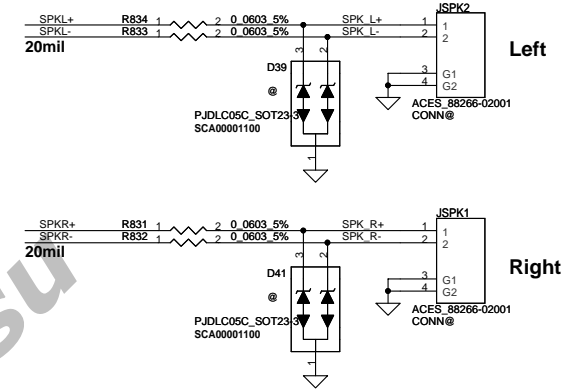 JSPK2
SPKL+ R834 1 2 0_0603_5% SPK_L+ 1 1
SPKL- R833 1 2 0_0603_5% SPK_L- 2 2
20mil
Left
3 2
D39
3 G1
4 G2
@
ACES_88266-02001
CONN@
PJDLC05C_SOT23-3
SCA00001100
1
JSPK1
SPKR+ R831 1 2 0_0603_5% SPK_R+ 1 1
SPKR- R832 1 2 0_0603_5% SPK_R- 2 2
20mil
Right
3 2
D41
3 G1
4 G2
@
ACES_88266-02001
CONN@
PJDLC05C_SOT23-3
SCA00001100
1
su